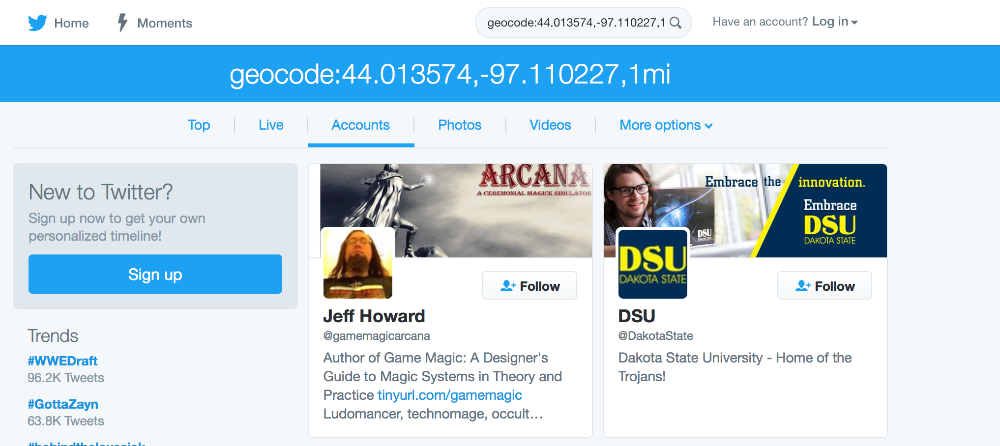 Home
Moments
geocode:44.013574,-97.110227,1
Have an account? Log in
geocode:44.013574,-97.110227,1mi
Top
Live
Accounts
Photos
Videos
More options
New to Twitter?
Sign up now to get your own
personalized timeline!
Sign up
Trends
#WWEDraft
96.2K Tweets
#GottaZayn
63.8K Tweets
ARCANA
A CEREMONIAL MAGICK SIMULATOR
Follow
Jeff Howard
@gamemagicarcana
Author of Game Magic: A Designer's
Guide to Magic Systems in Theory and
Practice tinyurl.com/gamemagic
Ludomancer, technomage, occult…
Embrace the innovation.
Embrace
DSU
DAKOTA STATE
DSU
DSU
DAKOTA STATE
Follow
DSU
@DakotaState
Dakota State University - Home of the
Trojans!